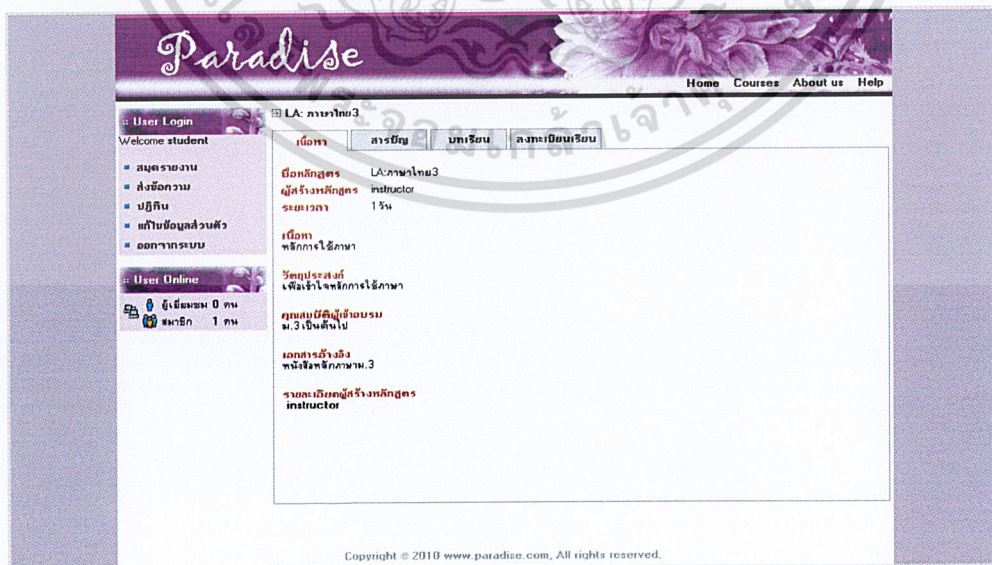 Paradise
Home Courses About us Help
:: User Login
Welcome student
สมุดรายงาน
ส่งข้อความ
ปฏิทิน
แก้ไขข้อมูลส่วนตัว
ออกจากระบบ
:: User Online
ผู้เยี่ยมชม 0 คน
สมาชิก 1 คน
LA: ภาษาไทย3
เนื้อหา สารบัญ บทเรียน ลงทะเบียนเรียน
ชื่อหลักสูตร LA:ภาษาไทย3
ผู้สร้างหลักสูตร instructor
ระยะเวลา 1 วัน
เนื้อหา
หลักการใช้ภาษา
วัตถุประสงค์
เพื่อเข้าใจหลักการใช้ภาษา
คุณสมบัติผู้เข้าอบรม
ม.3 เป็นต้นไป
เอกสารอ้างอิง
หนังสือหลักภาษาม.3
รายละเอียดผู้สร้างหลักสูตร
instructor
Copyright © 2010 www.paradise.com, All rights reserved.